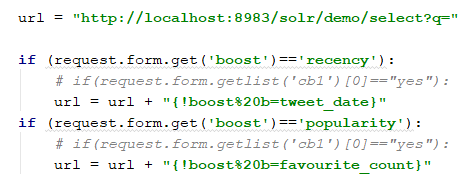 url = "http://localhost:8983/solr/demo/select?q="
if (request.form.get('boost')=='recency'):
# if(request.form.getlist('cb1')[0]=="yes"):
url = url + "{!boost%20b=tweet_date}"
if (request.form.get('boost')=='popularity'):
# if(request.form.getlist('cb1')[0]=="yes"):
url = url + "{!boost%20b=favourite_count}"